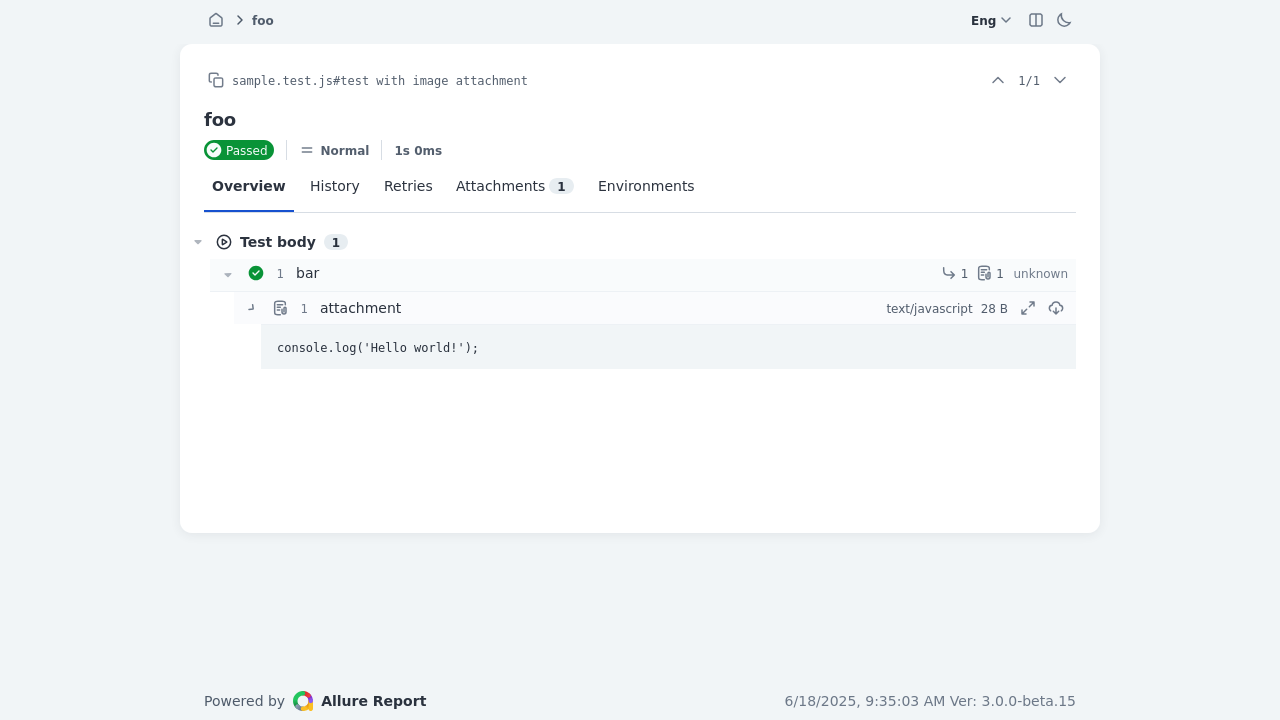 foo
Eng
sample.test.js#test with image attachment
1/1
foo
Passed
Normal
1s 0ms
Overview
History
Retries
Attachments 1
Environments
Test body 1
1 bar
1
1
unknown
1 attachment
text/javascript 28 B
console.log('Hello world!');
Powered by Allure Report
6/18/2025, 9:35:03 AM Ver: 3.0.0-beta.15